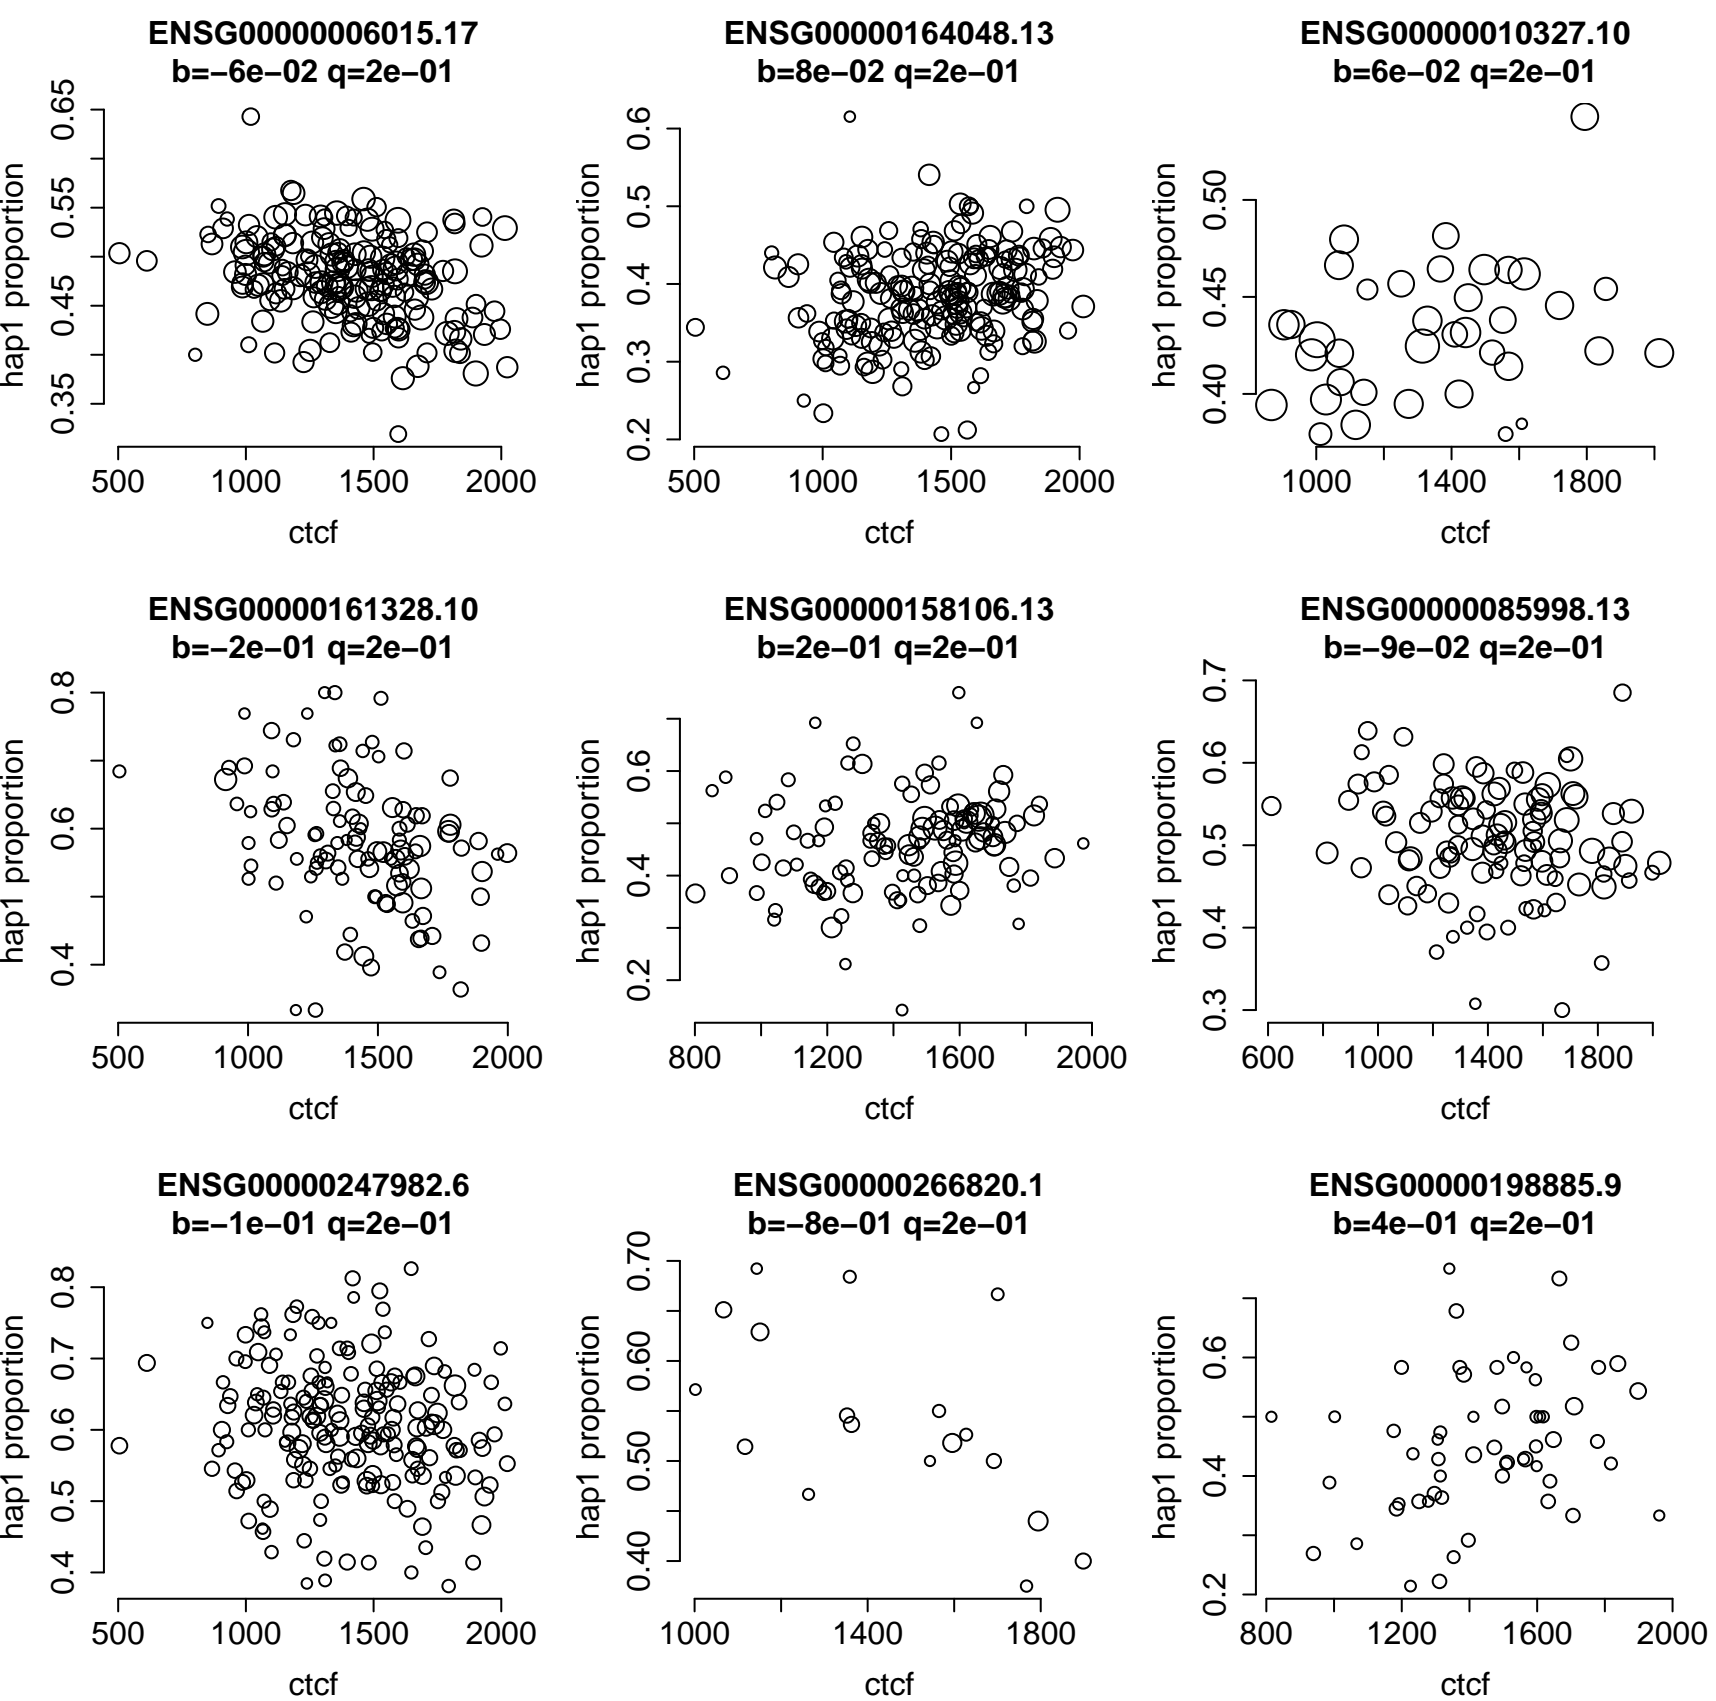 ENSG00000006015.17
b=−6e−02 q=2e−01
hap1 proportion
0.35 0.45 0.55 0.65
500 1000 1500 2000
ctcf
ENSG00000164048.13
b=8e−02 q=2e−01
hap1 proportion
0.2 0.3 0.4 0.5 0.6
500 1000 1500 2000
ctcf
ENSG00000010327.10
b=6e−02 q=2e−01
hap1 proportion
0.40 0.45 0.50
1000 1400 1800
ctcf
ENSG00000161328.10
b=−2e−01 q=2e−01
hap1 proportion
0.4 0.6 0.8
500 1000 1500 2000
ctcf
ENSG00000158106.13
b=2e−01 q=2e−01
hap1 proportion
0.2 0.4 0.6
800 1200 1600 2000
ctcf
ENSG00000085998.13
b=−9e−02 q=2e−01
hap1 proportion
0.3 0.4 0.5 0.6 0.7
600 1000 1400 1800
ctcf
ENSG00000247982.6
b=−1e−01 q=2e−01
hap1 proportion
0.4 0.5 0.6 0.7 0.8
500 1000 1500 2000
ctcf
ENSG00000266820.1
b=−8e−01 q=2e−01
hap1 proportion
0.40 0.50 0.60 0.70
1000 1400 1800
ctcf
ENSG00000198885.9
b=4e−01 q=2e−01
hap1 proportion
0.2 0.4 0.6
800 1200 1600 2000
ctcf